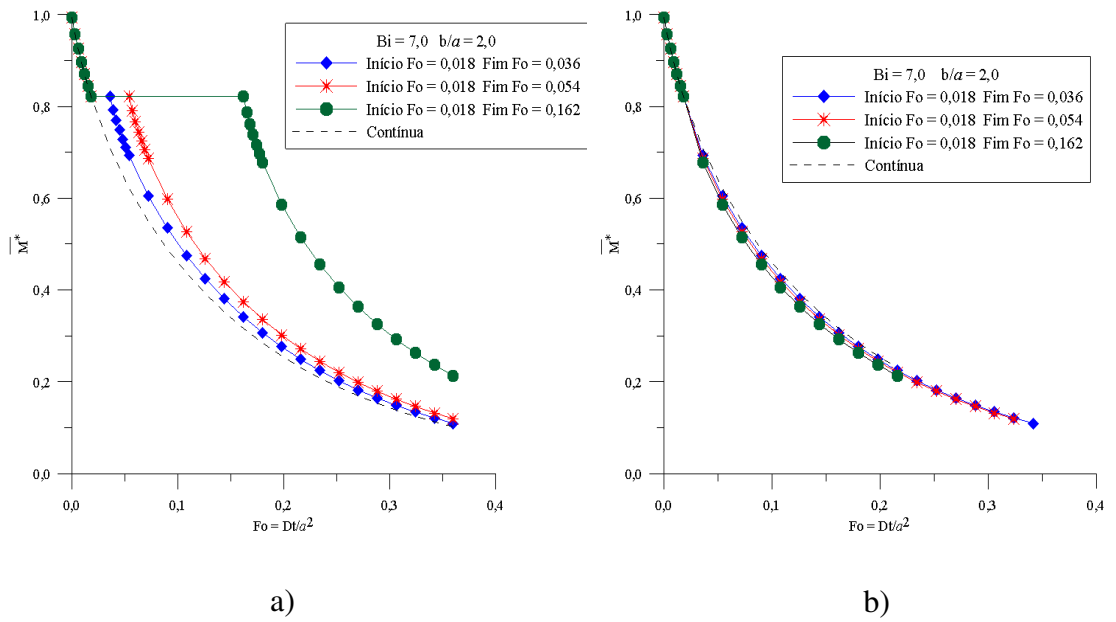 1,0
0,8
0,6
0,4
0,2
0,0
M*
Bi = 7,0 b/a = 2,0
Início Fo = 0,018 Fim Fo = 0,036
Início Fo = 0,018 Fim Fo = 0,054
Início Fo = 0,018 Fim Fo = 0,162
Contínua
0,0 0,1 0,2 0,3 0,4
Fo = Dt/a²
a)
1,0
0,8
0,6
0,4
0,2
0,0
M*
Bi = 7,0 b/a = 2,0
Início Fo = 0,018 Fim Fo = 0,036
Início Fo = 0,018 Fim Fo = 0,054
Início Fo = 0,018 Fim Fo = 0,162
Contínua
0,0 0,1 0,2 0,3 0,4
Fo = Dt/a²
b)